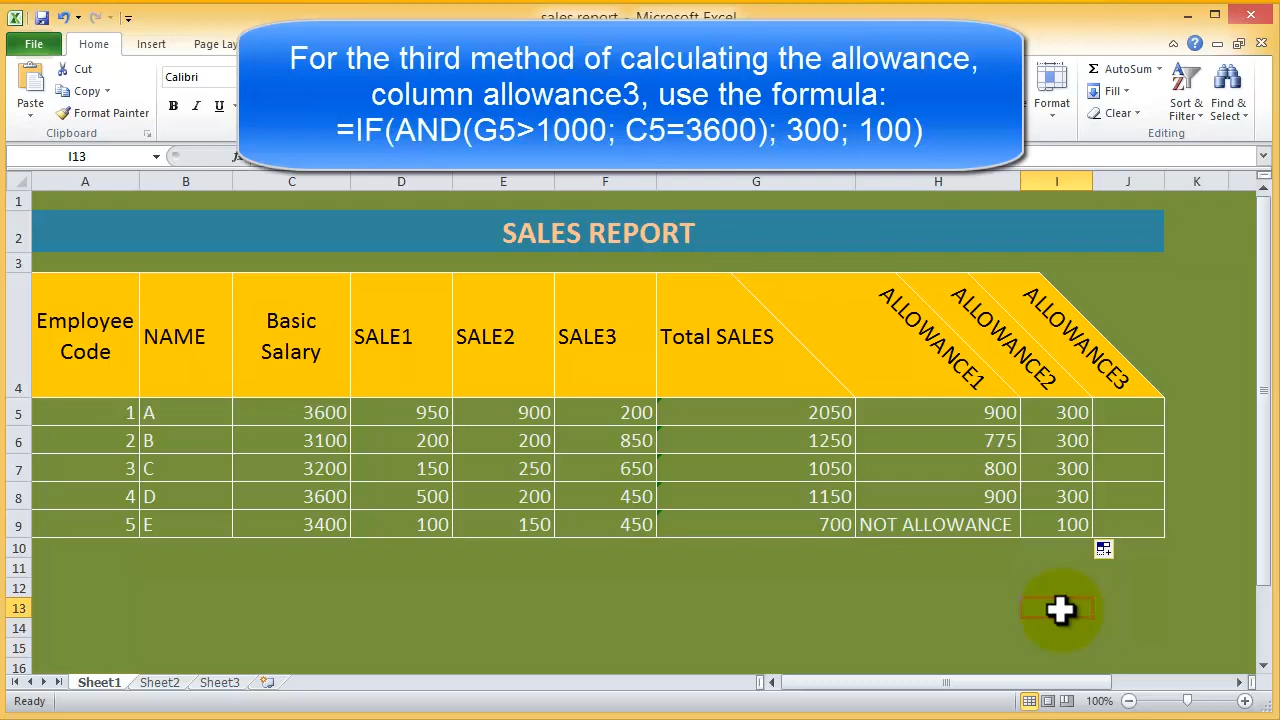 sales report - Microsoft Excel
File Home Insert Page Lay
For the third method of calculating the allowance,
column allowance3, use the formula:
=IF(AND(G5>1000; C5=3600); 300; 100)
Paste
Cut
Copy
Format Painter
Calibri
B I U
Format
Σ AutoSum
Fill
Clear
Sort & Filter
Find & Select
Clipboard
Editing
I13
A B C D E F G H I J K
1
2 SALES REPORT
3
4 Employee Code NAME Basic Salary SALE1 SALE2 SALE3 Total SALES ALLOWANCE1 ALLOWANCE2 ALLOWANCE3
5 1 A 3600 950 900 200 2050 900 300
6 2 B 3100 200 200 850 1250 775 300
7 3 C 3200 150 250 650 1050 800 300
8 4 D 3600 500 200 450 1150 900 300
9 5 E 3400 100 150 450 700 NOT ALLOWANCE 100
10
11
12
13
14
15
16
Sheet1 Sheet2 Sheet3
Ready 100%